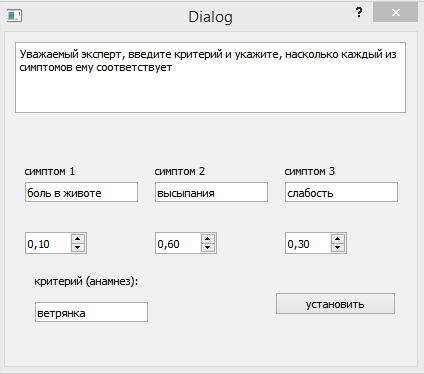 Dialog
?
Уважаемый эксперт, введите критерий и укажите, насколько каждый из
симптомов ему соответствует
симптом 1 симптом 2 симптом 3
боль в животе высыпания слабость
0,10 0,60 0,30
критерий (анамнез):
ветрянка установить